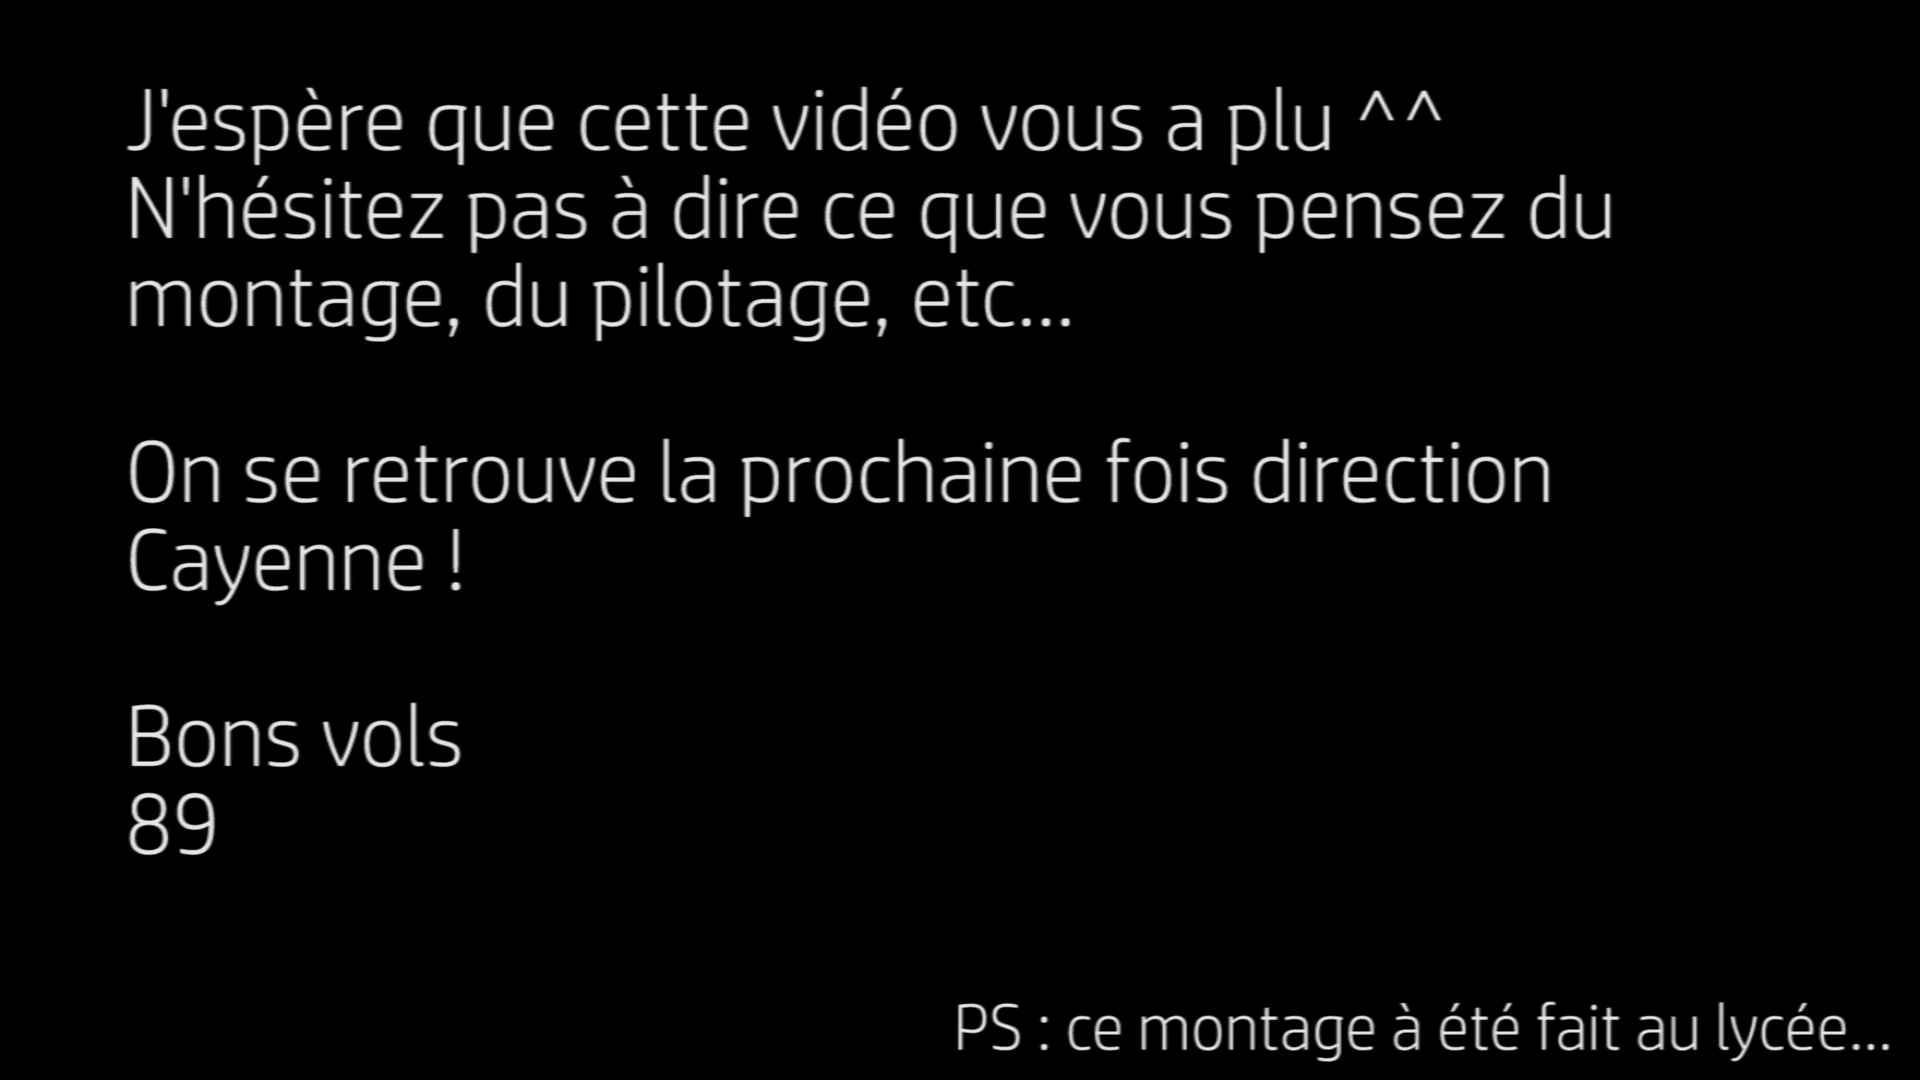 J'espère que cette vidéo vous a plu ^^
N'hésitez pas à dire ce que vous pensez du
montage, du pilotage, etc...
On se retrouve la prochaine fois direction
Cayenne !
Bons vols
89
PS : ce montage à été fait au lycée...